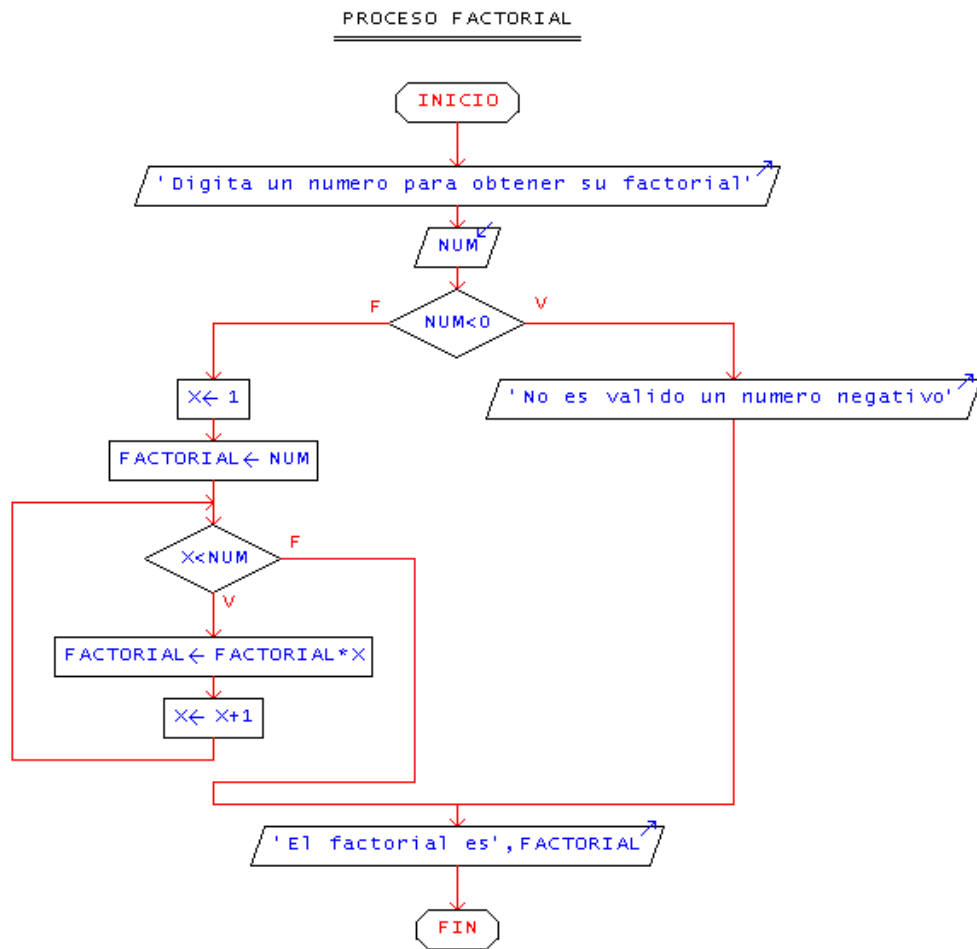 PROCESO FACTORIAL
INICIO
'Digita un numero para obtener su factorial'
NUM
F
V
NUM<0
X← 1
'No es valido un numero negativo'
FACTORIAL← NUM
X<NUM
F
V
FACTORIAL← FACTORIAL*X
X← X+1
'El factorial es',FACTORIAL
FIN